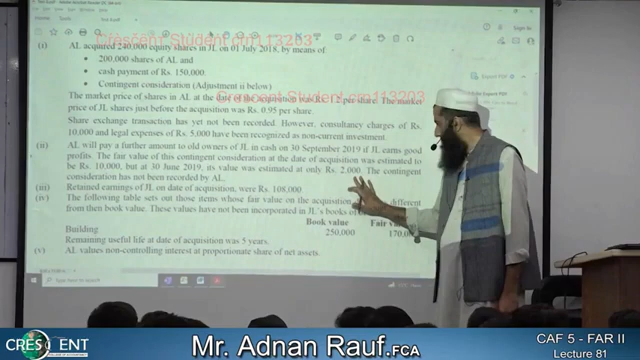 Crescent Student cm113203
(i) AL acquired 240,000 equity shares in JL on 01 July 2018, by means of
• 200,000 shares of AL and
• cash payment of Rs. 150,000.
• Contingent consideration (Adjustment ii below)
Crescent Student cm113203
The market price of shares in AL at the date of the acquisition was per share. The market
price of JL shares just before the acquisition was Rs. 0.95 per share.
Share exchange transaction has yet not been recorded. However, consultancy charges of Rs.
10,000 and legal expenses of Rs. 5,000 have been recognized as non-current investment.
(ii) AL will pay a further amount to old owners of JL in cash on 30 September 2019 if JL earns good
profits. The fair value of this contingent consideration at the date of acquisition was estimated to
be Rs. 10,000, but at 30 June 2019, its value was estimated at only Rs. 2,000. The contingent
consideration has not been recorded by AL.
(iii) Retained earnings of JL on date of acquisition, were Rs. 108,000.
(iv) The following table sets out those items whose fair value on the acquisition different
from then book value. These values have not been incorporated in JL's books of
Book value Fair
Building 250,000 170,0
Remaining useful life at date of acquisition was 5 years.
(v) AL values non-controlling interest at proportionate share of net assets.
Export PDF
CRESCENT
Mr. Adnan Rauf.FCA
CAF 5 - FAR II
Lecture 81